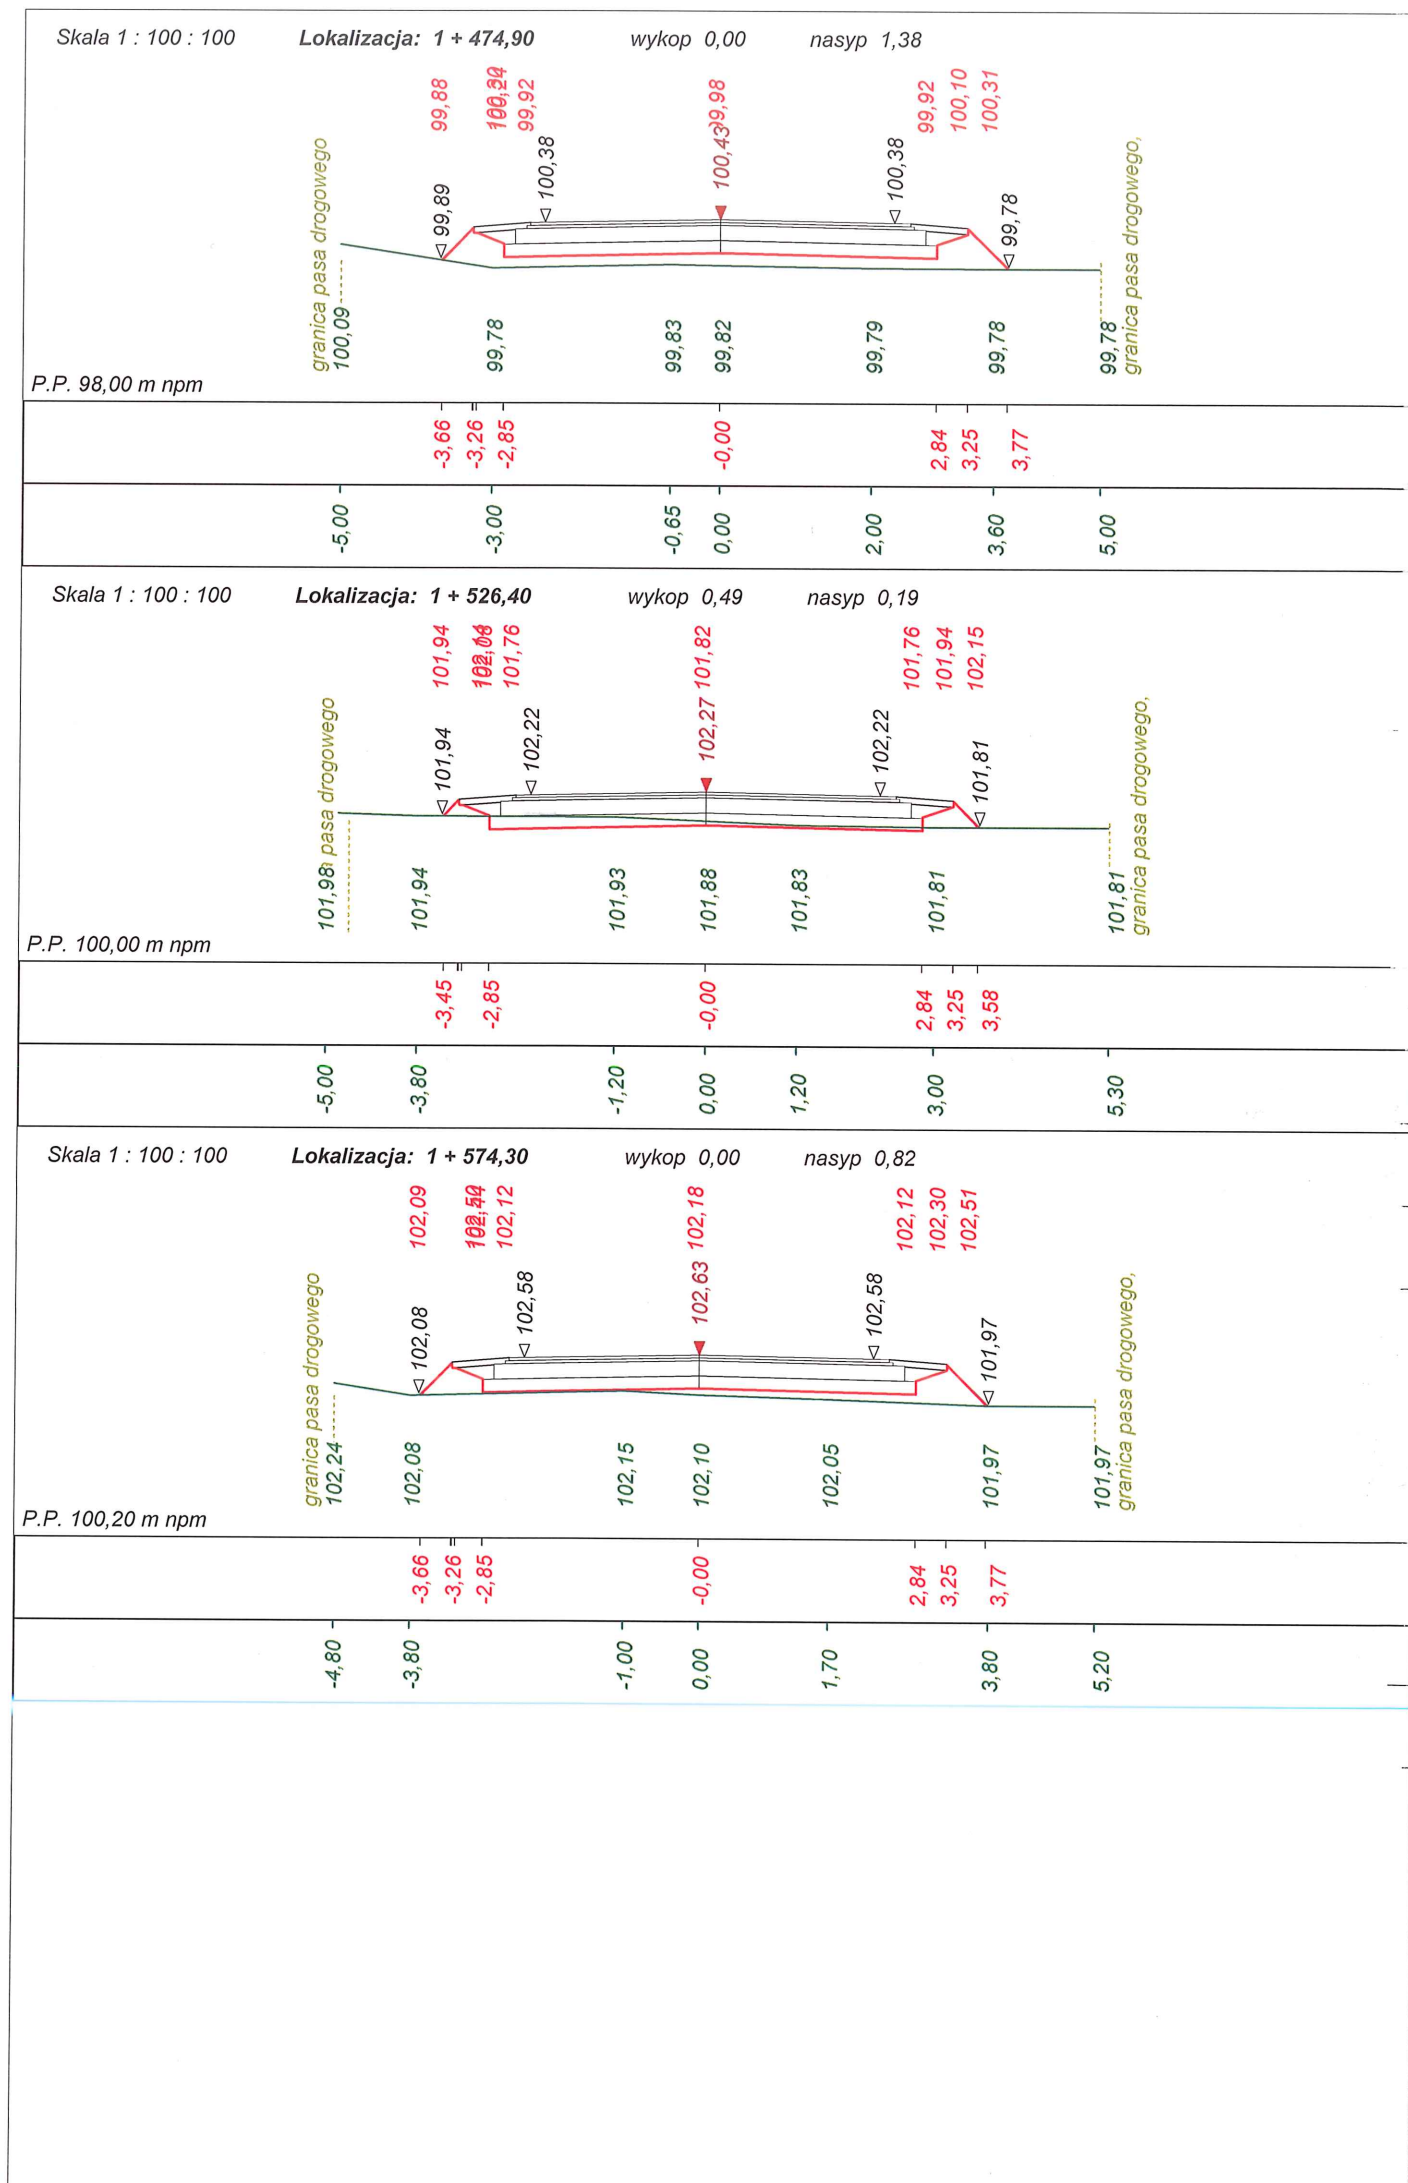 Skala 1 : 100 : 100 Lokalizacja: 1 + 474,90 wykop 0,00 nasyp 1,38
99,88 99,92 99,98 99,92 100,10 100,31
99,89 100,38 100,43 100,38 99,78
granica pasa drogowego granica pasa drogowego,
100,09 99,78 99,83 99,82 99,79 99,78 99,78
P.P. 98,00 m npm
-3,66 -3,26 -2,85 -0,00 2,84 3,25 3,77
-5,00 -3,00 -0,65 0,00 2,00 3,60 5,00
Skala 1 : 100 : 100 Lokalizacja: 1 + 526,40 wykop 0,49 nasyp 0,19
101,94 102,08 101,76 101,82 101,76 101,94 102,15
101,94 102,22 102,27 102,22 101,81
pasa drogowego granica pasa drogowego,
101,98 101,94 101,93 101,88 101,83 101,81 101,81
P.P. 100,00 m npm
-3,45 -2,85 -0,00 2,84 3,25 3,58
-5,00 -3,80 -1,20 0,00 1,20 3,00 5,30
Skala 1 : 100 : 100 Lokalizacja: 1 + 574,30 wykop 0,00 nasyp 0,82
102,09 102,12 102,18 102,12 102,30 102,51
102,08 102,58 102,63 102,58 101,97
granica pasa drogowego granica pasa drogowego,
102,24 102,08 102,15 102,10 102,05 101,97 101,97
P.P. 100,20 m npm
-3,66 -3,26 -2,85 -0,00 2,84 3,25 3,77
-4,80 -3,80 -1,00 0,00 1,70 3,80 5,20